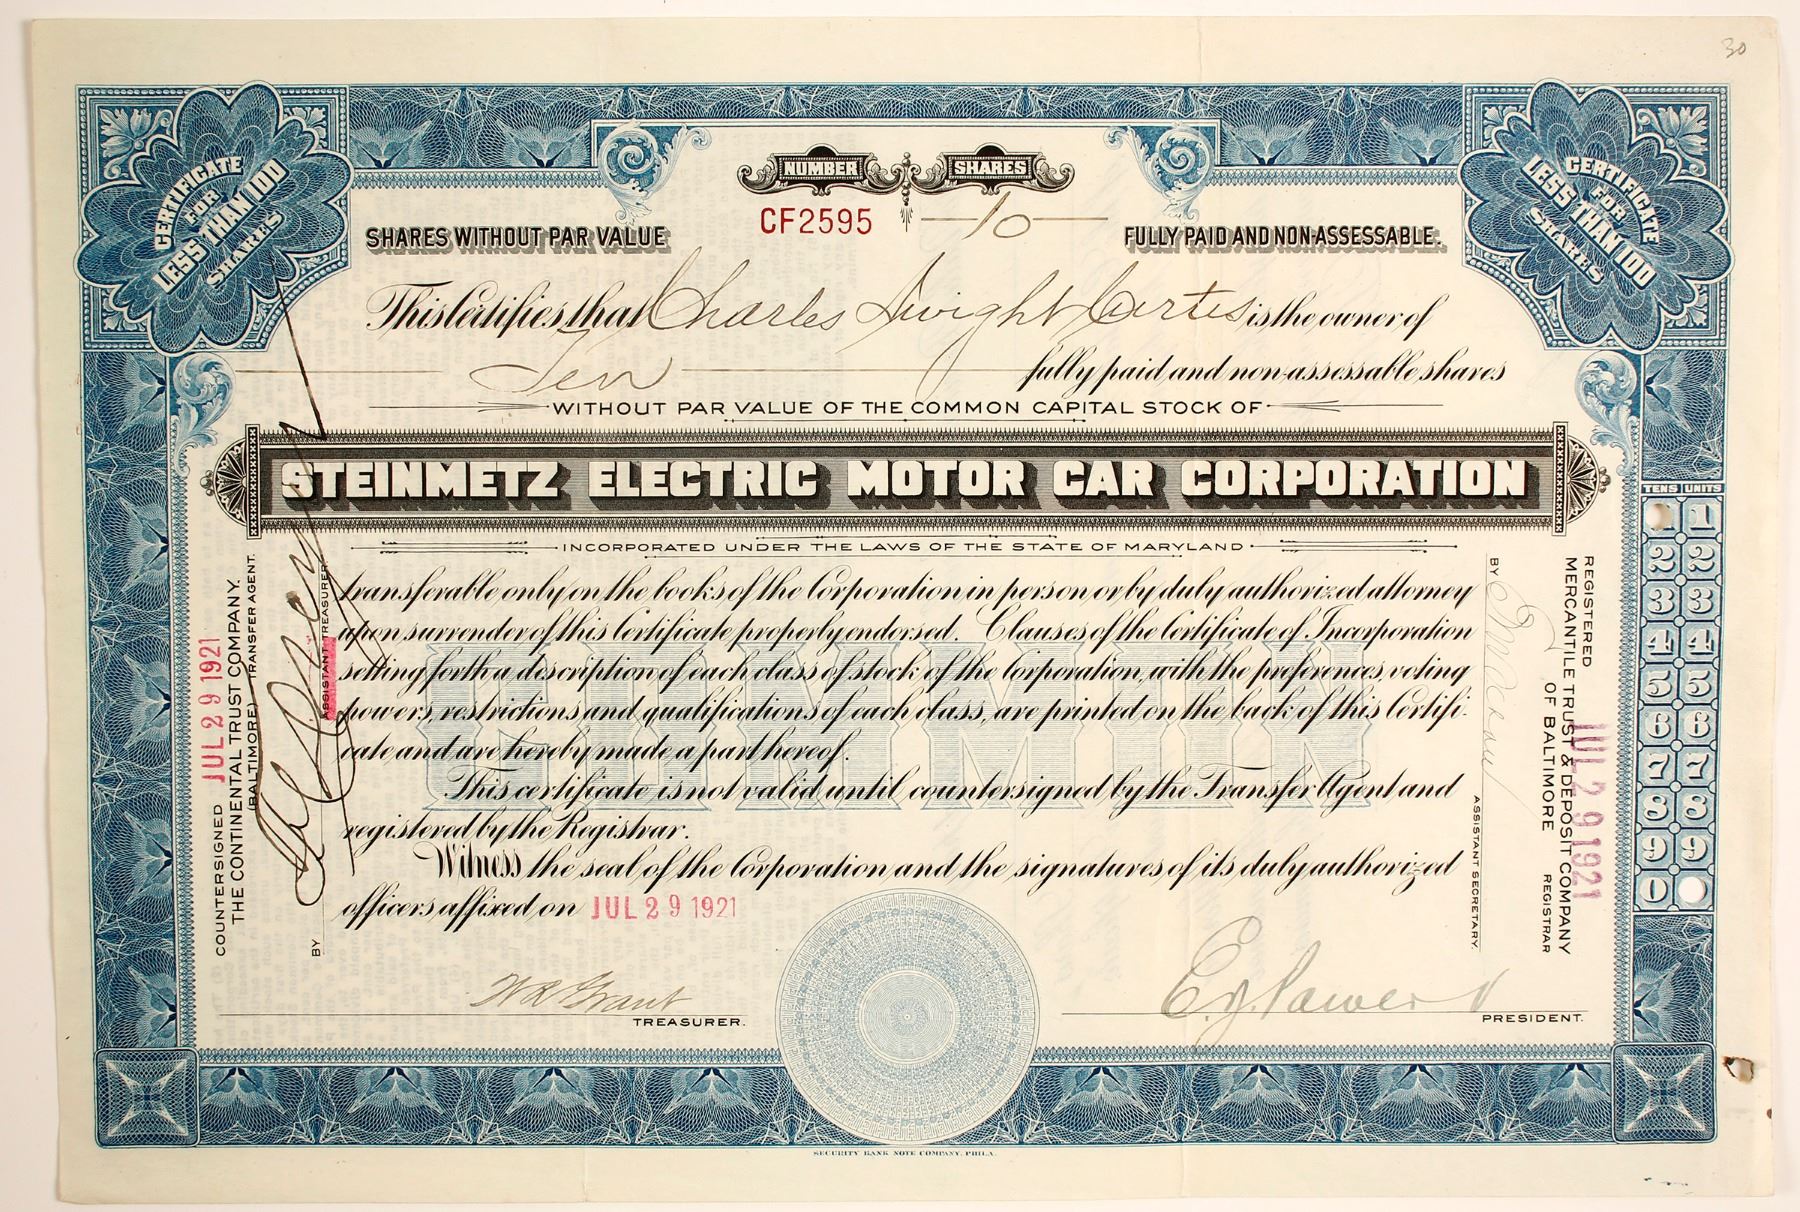 30
CERTIFICATE
FOR
LESS THAN 100
SHARES
NUMBER SHARES
CERTIFICATE
FOR
LESS THAN 100
SHARES
CF2595 10
SHARES WITHOUT PAR VALUE FULLY PAID AND NON-ASSESSABLE.
This Certifies that Charles Dwight Curtis is the owner of
Ten fully paid and non-assessable shares
WITHOUT PAR VALUE OF THE COMMON CAPITAL STOCK OF
STEINMETZ ELECTRIC MOTOR CAR CORPORATION
INCORPORATED UNDER THE LAWS OF THE STATE OF MARYLAND
transferable only on the books of the Corporation in person or by duly authorized attorney
upon surrender of this Certificate properly endorsed. Clauses of the Certificate of Incorporation
setting forth a description of each class of stock of the Corporation, with the preferences, voting
powers, restrictions and qualifications of each class, are printed on the back of this Certifi-
cate and are hereby made a part hereof.
This certificate is not valid until countersigned by the Transfer Agent and
registered by the Registrar.
Witness the seal of the Corporation and the signatures of its duly authorized
officers affixed on JUL 29 1921
W R Grant
TREASURER.
E. J. Power
PRESIDENT.
COUNTERSIGNED
THE CONTINENTAL TRUST COMPANY.
(BALTIMORE) TRANSFER AGENT.
JUL 29 1921
BY
ASSISTANT TREASURER
REGISTERED
MERCANTILE TRUST & DEPOSIT COMPANY
OF BALTIMORE REGISTRAR
JUL 29 1921
BY
ASSISTANT SECRETARY.
TENS UNITS
1
2 2
3 3
4 4
5 5
6 6
7 7
8 8
9 9
0
SECURITY BANK NOTE COMPANY. PHILA.